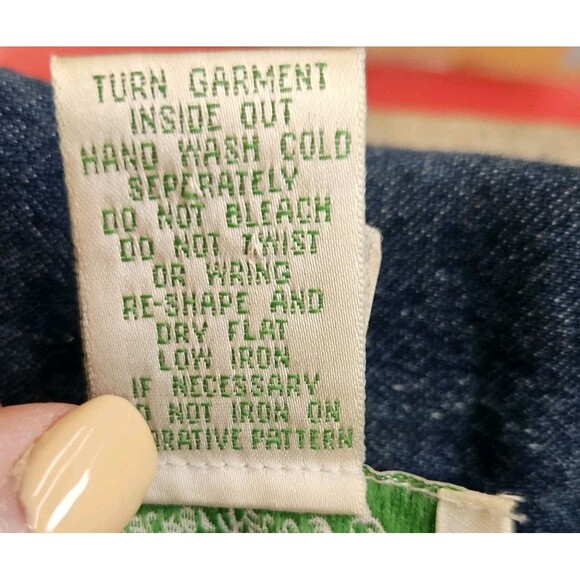 TURN GARMENT
INSIDE OUT
HAND WASH COLD
SEPERATELY
DO NOT BLEACH
DO NOT TWIST
OR WRING
RE-SHAPE AND
DRY FLAT
LOW IRON
IF NECESSARY
NOT IRON ON
PATTERN